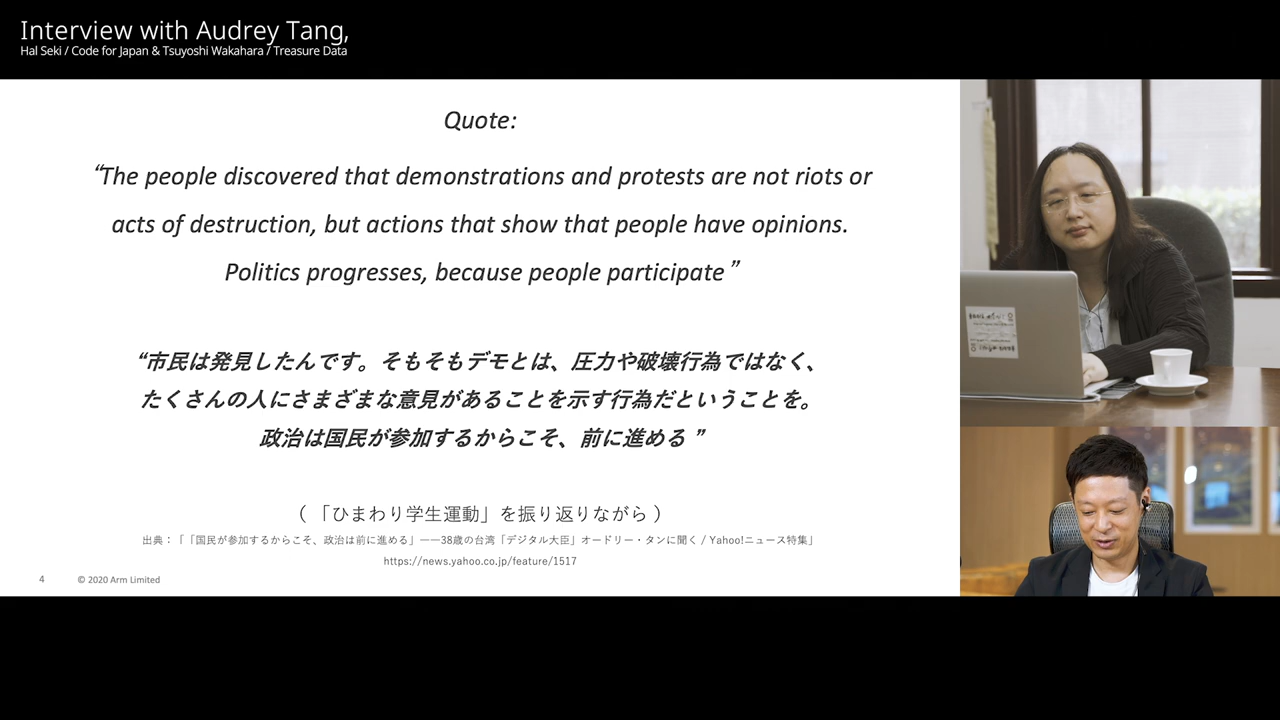 Interview with Audrey Tang,
Hal Seki / Code for Japan & Tsuyoshi Wakahara / Treasure Data
Quote:
“The people discovered that demonstrations and protests are not riots or
acts of destruction, but actions that show that people have opinions.
Politics progresses, because people participate”
“市民は発見したんです。そもそもデモとは、圧力や破壊行為ではなく、
たくさんの人にさまざまな意見があることを示す行為だということを。
政治は国民が参加するからこそ、前に進める ”
（ 「ひまわり学生運動」を振り返りながら ）
出典：「「国民が参加するからこそ、政治は前に進める」――38歳の台湾「デジタル大臣」オードリー・タンに聞く / Yahoo!ニュース特集」
https://news.yahoo.co.jp/feature/1517
4 © 2020 Arm Limited